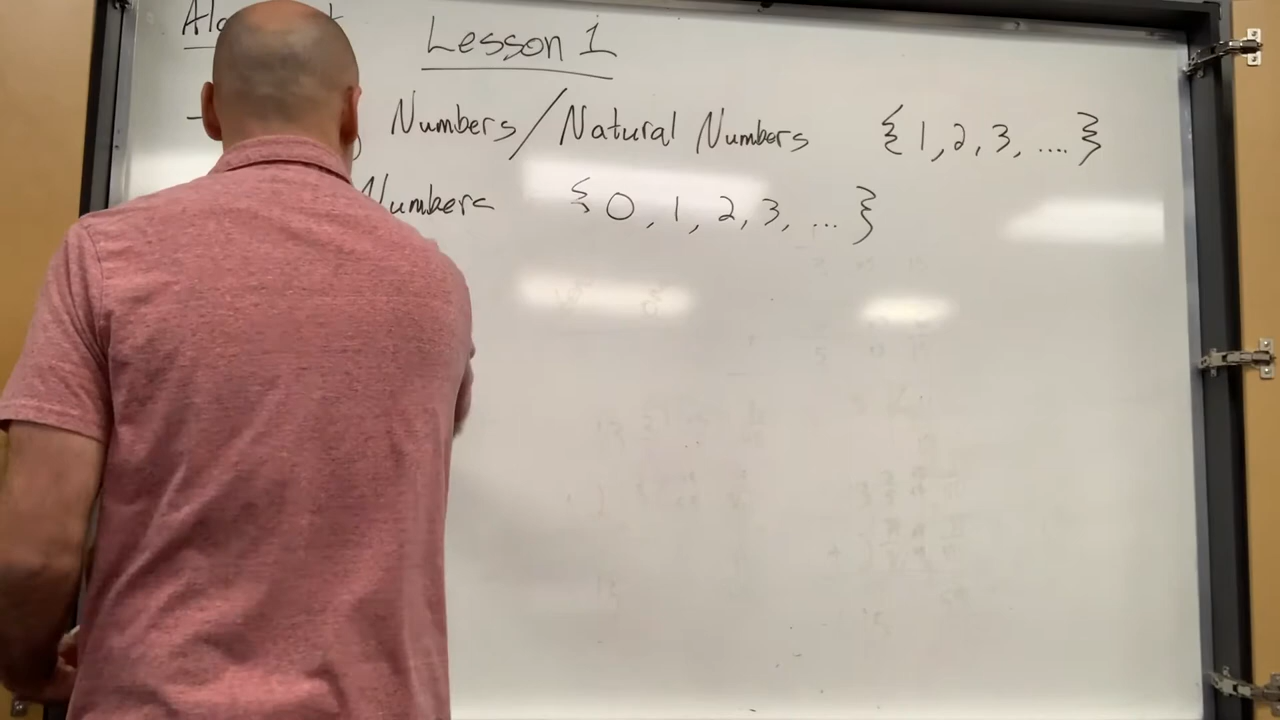 Lesson 1
Numbers/Natural Numbers {1,2,3,....}
Numbers {0,1,2,3,...}